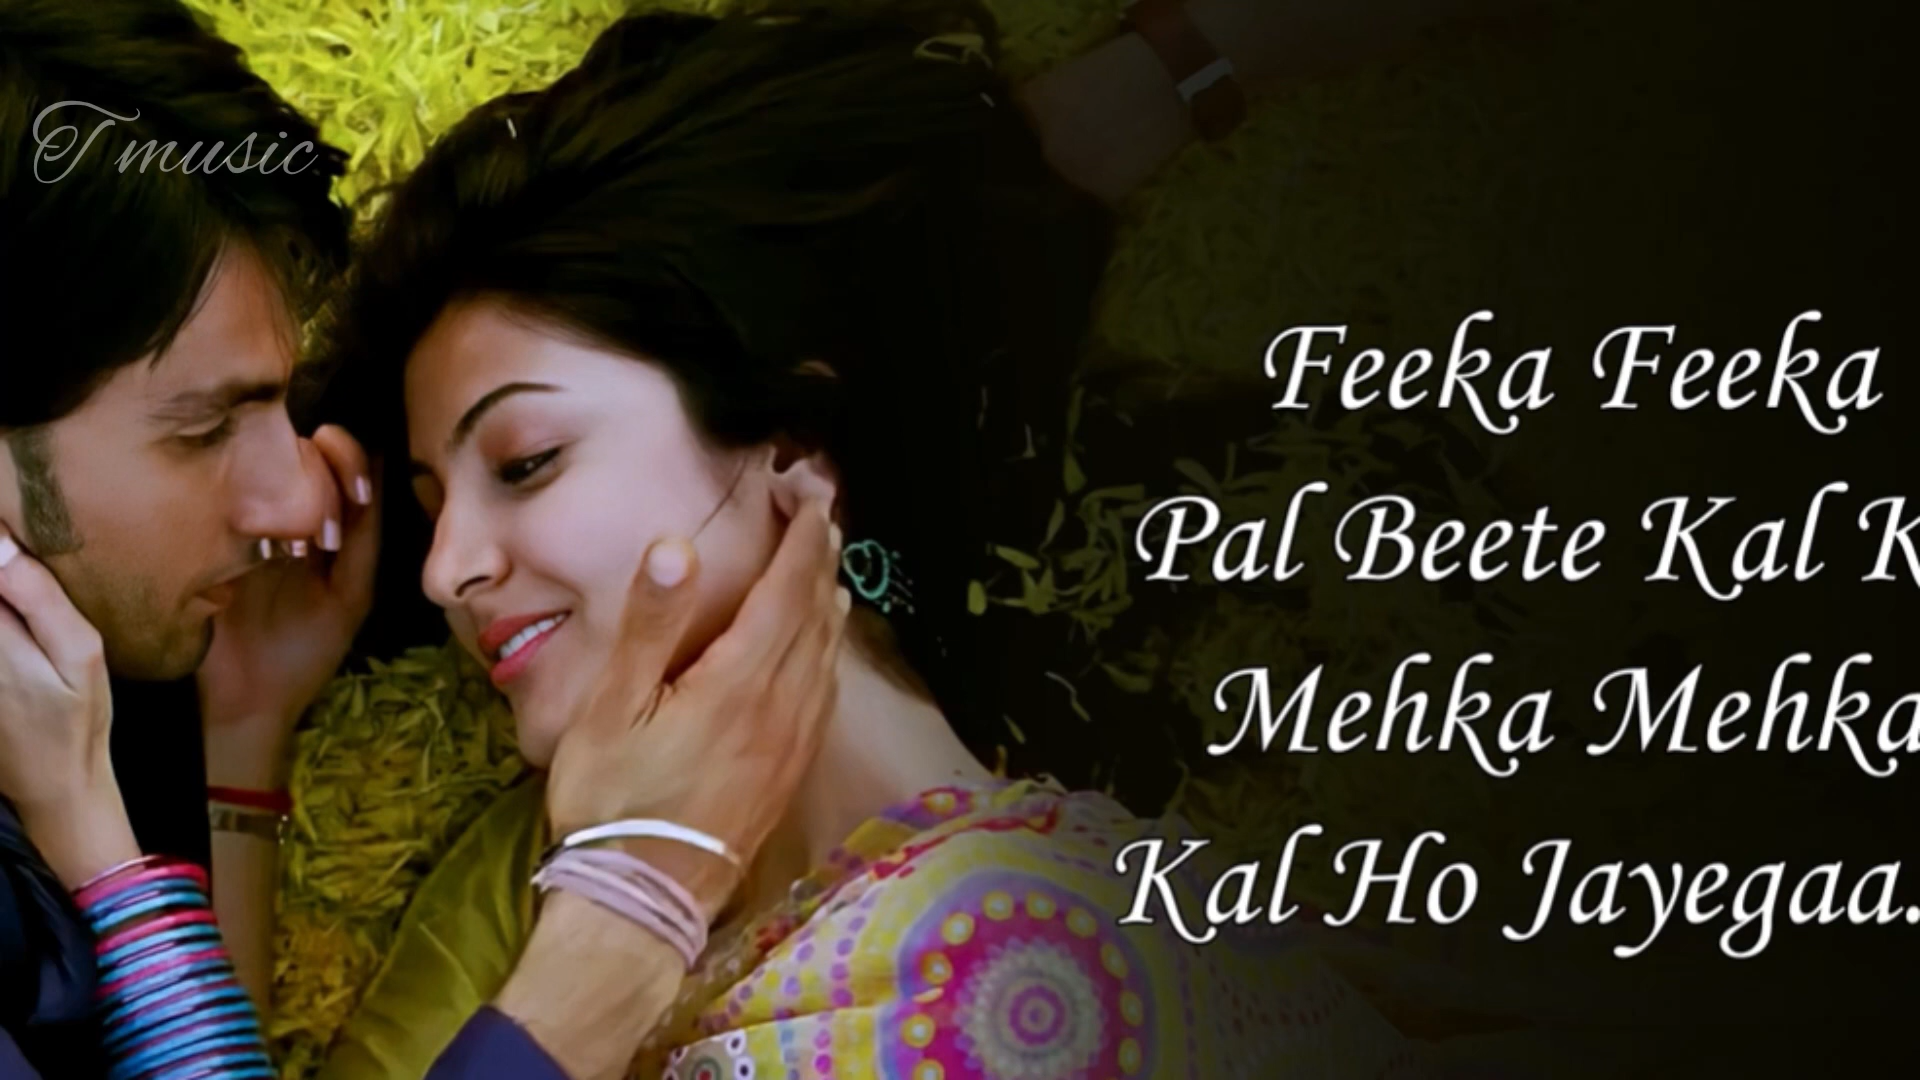 T music
Feeka Feeka
Pal Beete Kal K
Mehka Mehka
Kal Ho Jayegaa.